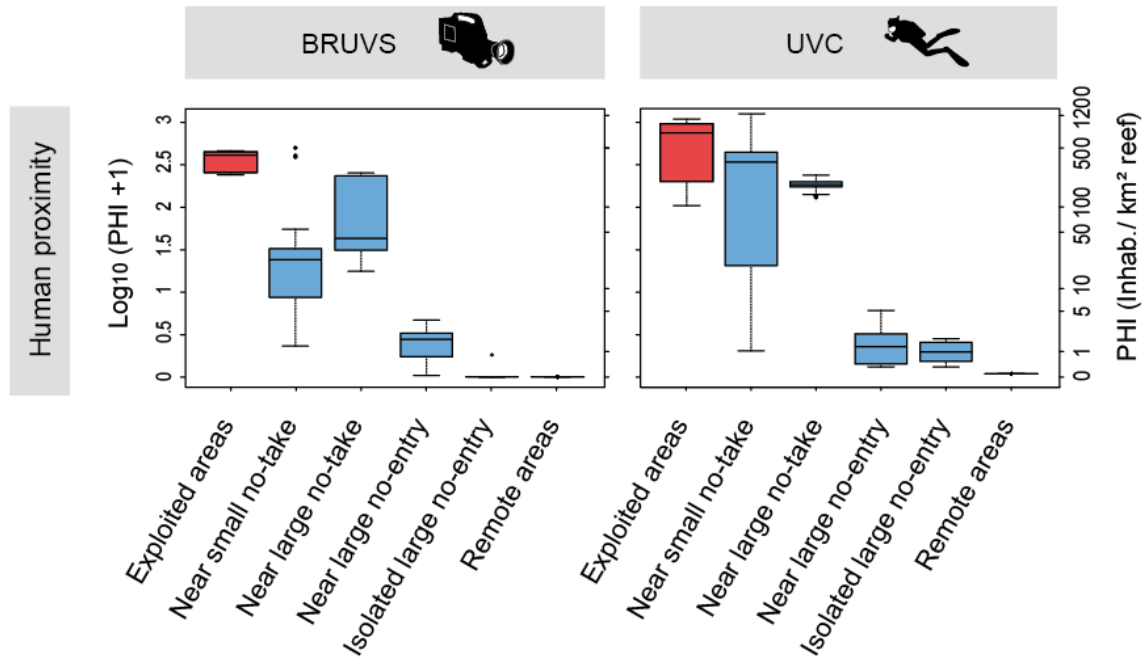 BRUVS
UVC
Human proximity
Log10 (PHI +1)
3
2.5
2
1.5
1
0.5
0
1200
500
100
50
10
5
1
0
PHI (Inhab./ km² reef)
Exploited areas
Near small no-take
Near large no-take
Near large no-entry
Isolated large no-entry
Remote areas
Exploited areas
Near small no-take
Near large no-take
Near large no-entry
Isolated large no-entry
Remote areas